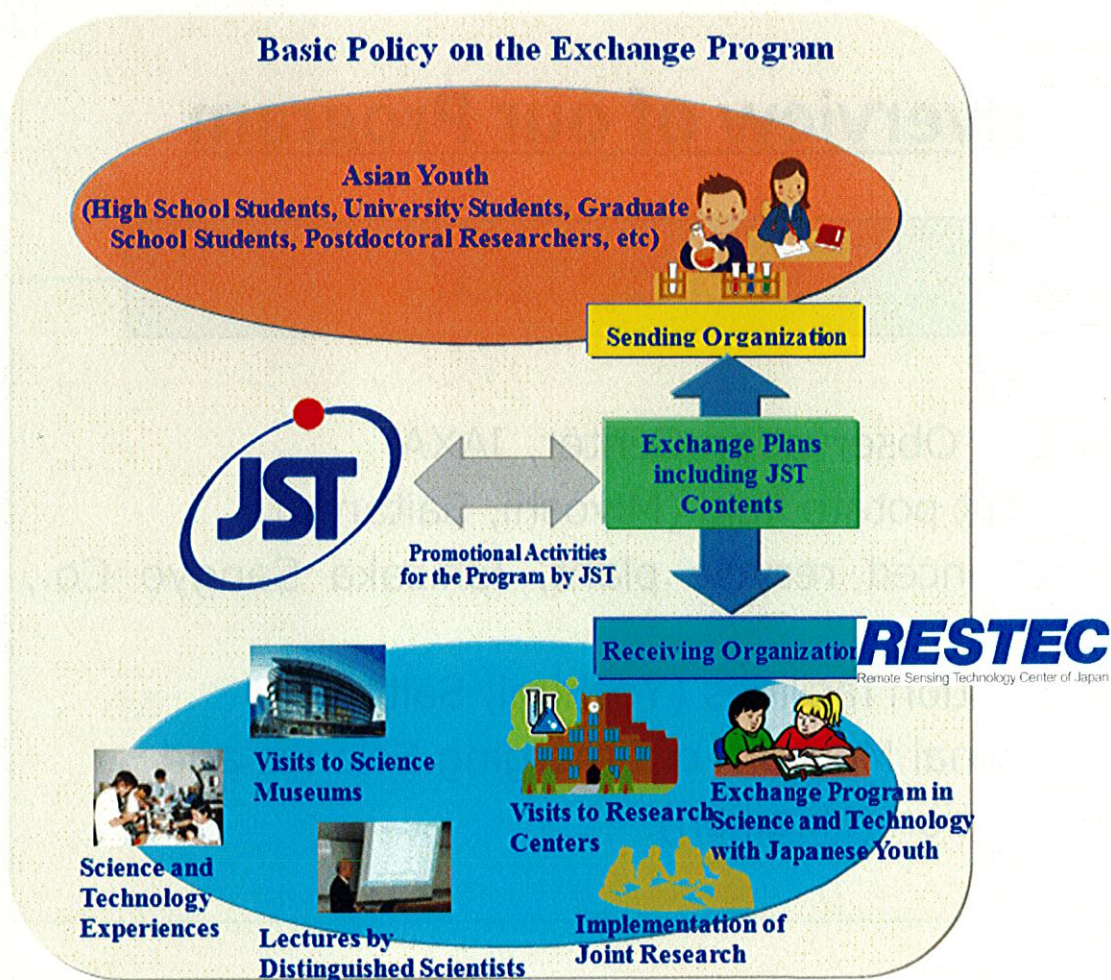 Basic Policy on the Exchange Program
Asian Youth
(High School Students, University Students, Graduate
School Students, Postdoctoral Researchers, etc)
Sending Organization
JST
Exchange Plans
including JST
Contents
Promotional Activities
for the Program by JST
Receiving Organization
RESTEC
Remote Sensing Technology Center of Japan
Visits to Science
Museums
Visits to Research
Centers
Exchange Program in
Science and Technology
with Japanese Youth
Science and
Technology
Experiences
Lectures by
Distinguished Scientists
Implementation of
Joint Research